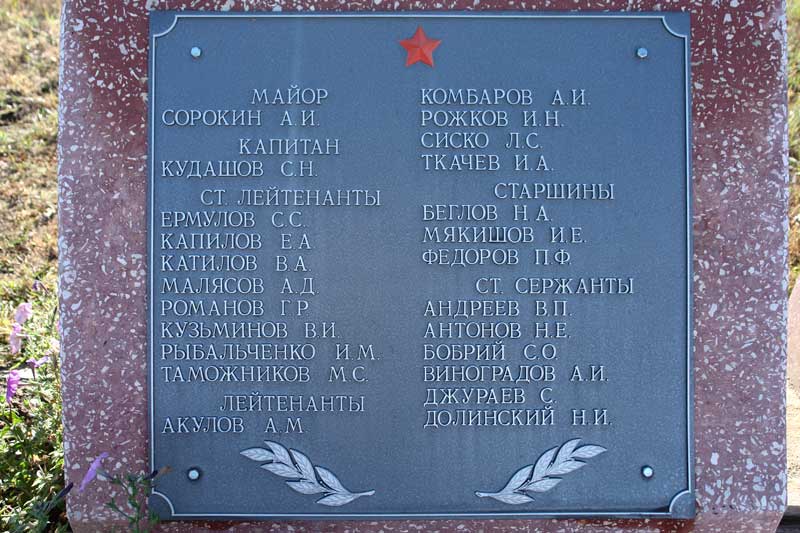 МАЙОР
СОРОКИН А.И.
КАПИТАН
КУДАШОВ С.Н.
СТ. ЛЕЙТЕНАНТЫ
ЕРМУЛОВ С.С.
КАПИЛОВ Е.А.
КАТИЛОВ В.А.
МАЛЯСОВ А.Д.
РОМАНОВ Г.Р.
КУЗЬМИНОВ В.И.
РЫБАЛЬЧЕНКО И.М.
ТАМОЖНИКОВ М.С.
ЛЕЙТЕНАНТЫ
АКУЛОВ А.М.
КОМБАРОВ А.И.
РОЖКОВ И.Н.
СИСКО Л.С.
ТКАЧЕВ И.А.
СТАРШИНЫ
БЕГЛОВ Н.А.
МЯКИШОВ И.Е.
ФЕДОРОВ П.Ф.
СТ. СЕРЖАНТЫ
АНДРЕЕВ В.П.
АНТОНОВ Н.Е.
БОБРИЙ С.О.
ВИНОГРАДОВ А.И.
ДЖУРАЕВ С.
ДОЛИНСКИЙ Н.И.